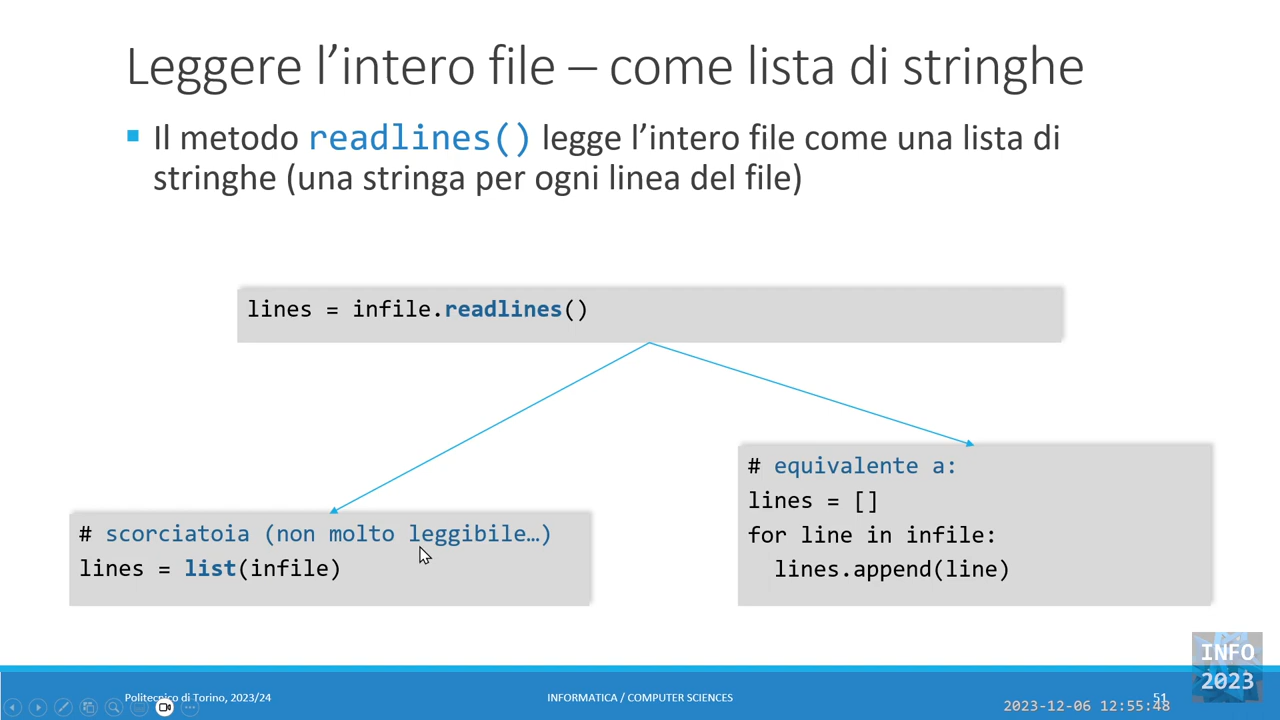 Leggere l’intero file – come lista di stringhe
Il metodo readlines() legge l’intero file come una lista di
stringhe (una stringa per ogni linea del file)
lines = infile.readlines()
# scorciatoia (non molto leggibile…)
lines = list(infile)
# equivalente a:
lines = []
for line in infile:
  lines.append(line)
Politecnico di Torino, 2023/24
INFORMATICA / COMPUTER SCIENCES
51
INFO
2023
2023-12-06 12:55:48